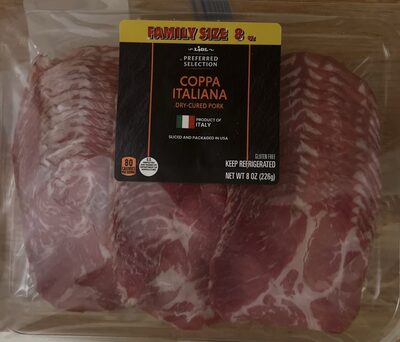 FAMILY SIZE 8 oz
LIDL
PREFERRED
SELECTION
COPPA
ITALIANA
DRY-CURED PORK
PRODUCT OF
ITALY
SLICED AND PACKAGED IN USA
80
GLUTEN FREE
KEEP REFRIGERATED
NET WT 8 OZ (226g)